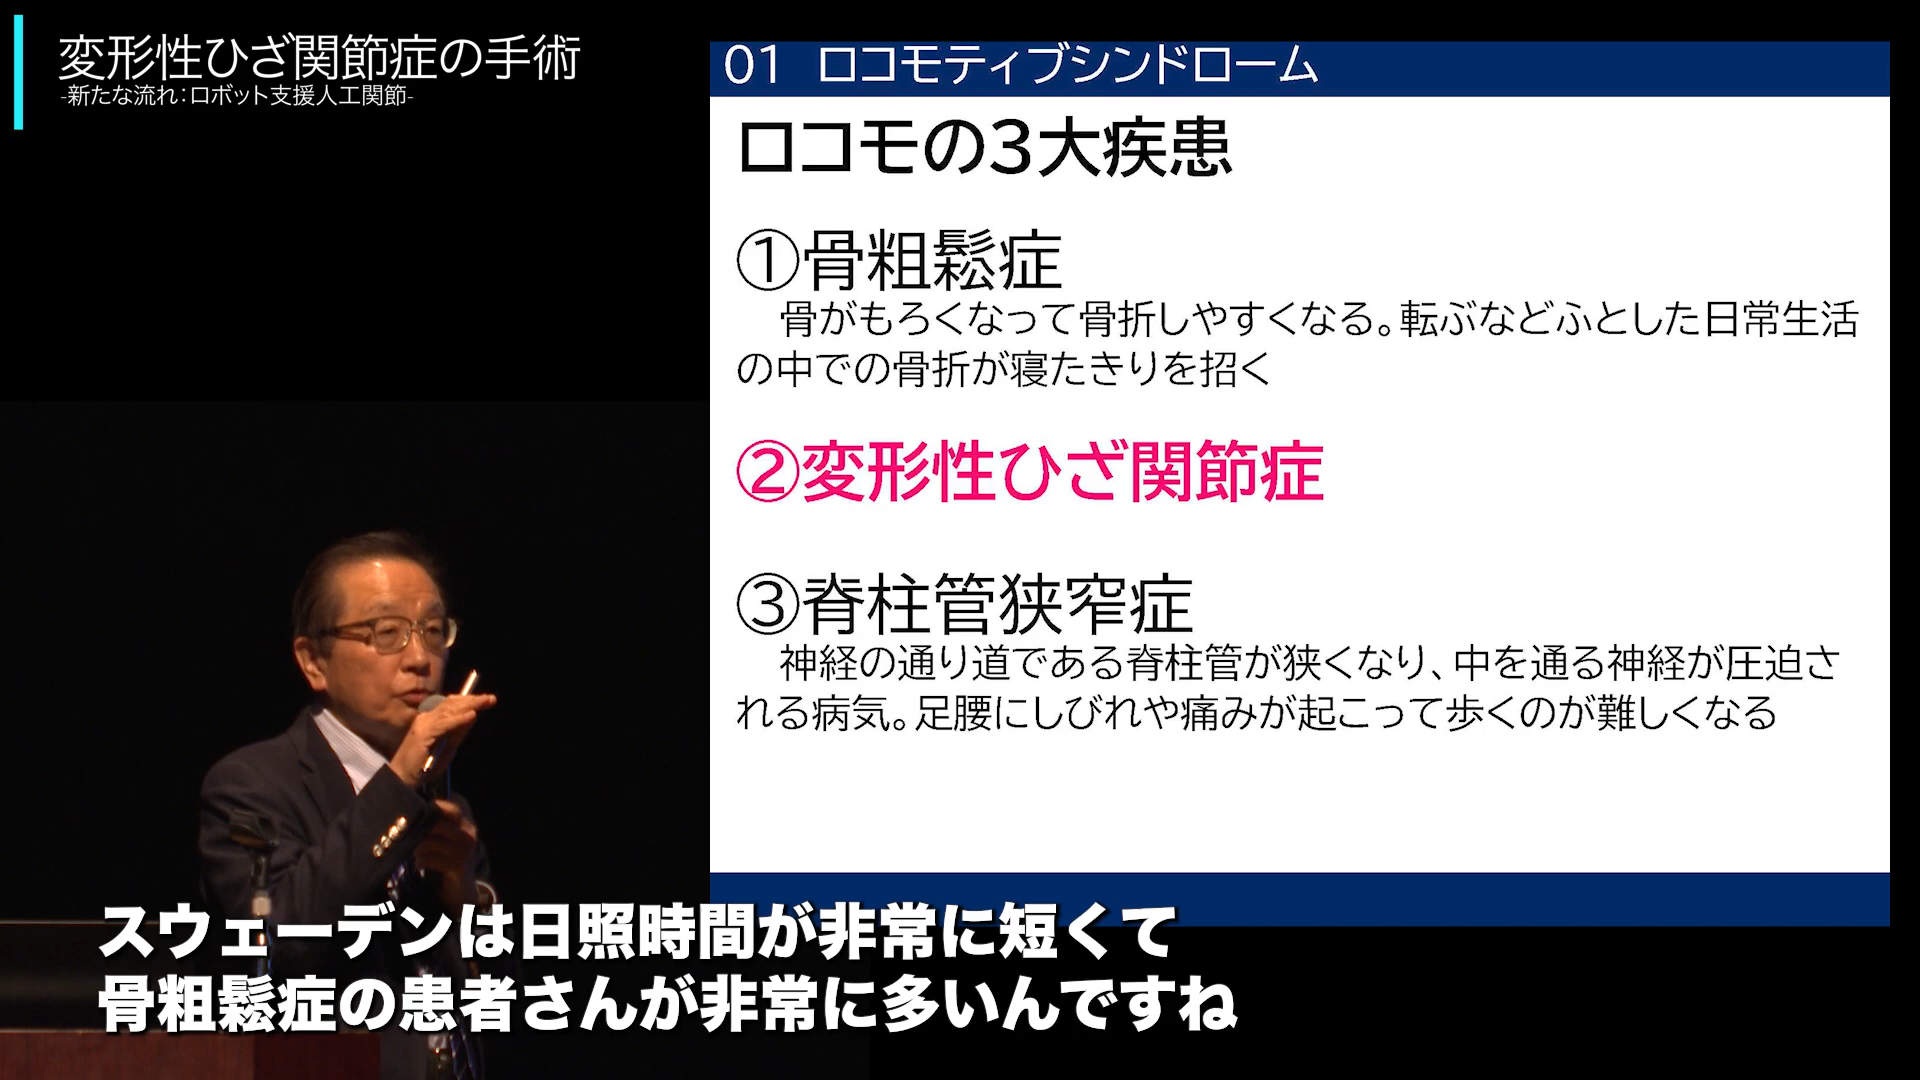 変形性ひざ関節症の手術
-新たな流れ:ロボット支援人工関節-
01 ロコモティブシンドローム
ロコモの3大疾患
①骨粗鬆症
骨がもろくなって骨折しやすくなる。転ぶなどふとした日常生活
の中での骨折が寝たきりを招く
②変形性ひざ関節症
③脊柱管狭窄症
神経の通り道である脊柱管が狭くなり、中を通る神経が圧迫さ
れる病気。足腰にしびれや痛みが起こって歩くのが難しくなる
スウェーデンは日照時間が非常に短くて
骨粗鬆症の患者さんが非常に多いんですね